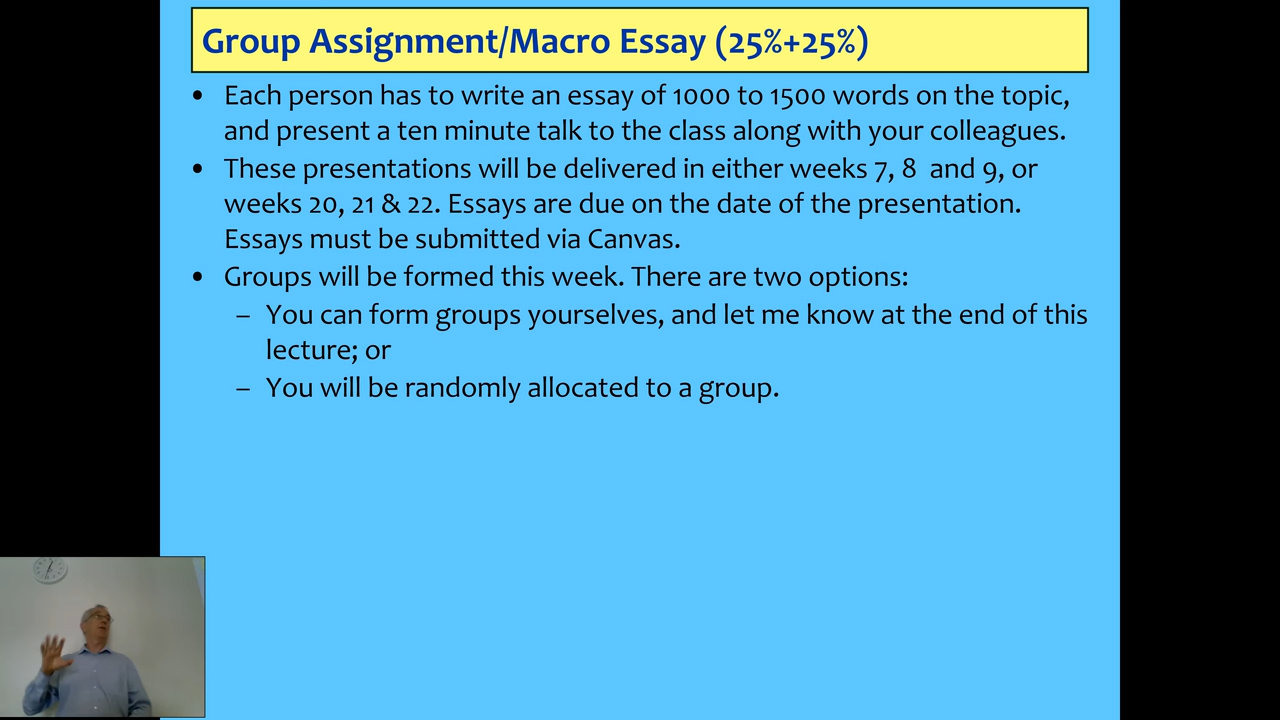 Group Assignment/Macro Essay (25%+25%)
• Each person has to write an essay of 1000 to 1500 words on the topic,
and present a ten minute talk to the class along with your colleagues.
• These presentations will be delivered in either weeks 7, 8 and 9, or
weeks 20, 21 & 22. Essays are due on the date of the presentation.
Essays must be submitted via Canvas.
• Groups will be formed this week. There are two options:
– You can form groups yourselves, and let me know at the end of this
lecture; or
– You will be randomly allocated to a group.